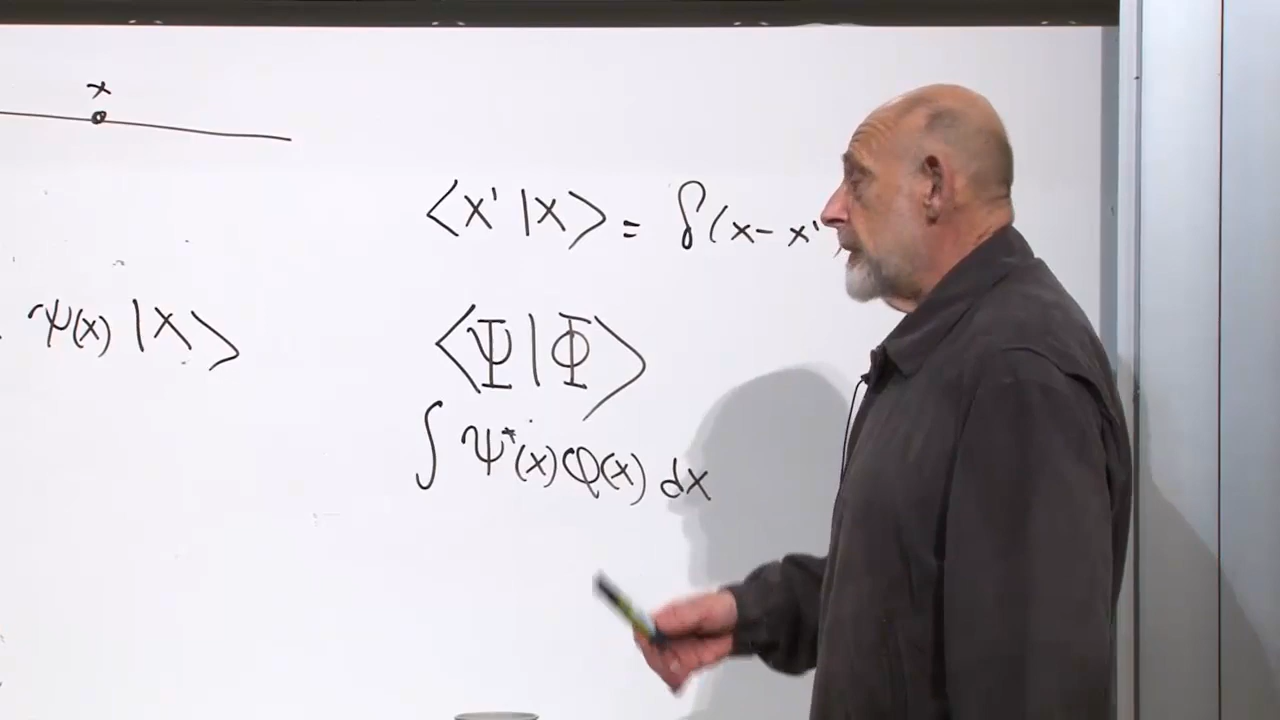 x
⟨x'|x⟩ = δ(x - x'
ψ(x) |x⟩
⟨Ψ|Φ⟩
∫ψ*(x)φ(x) dx